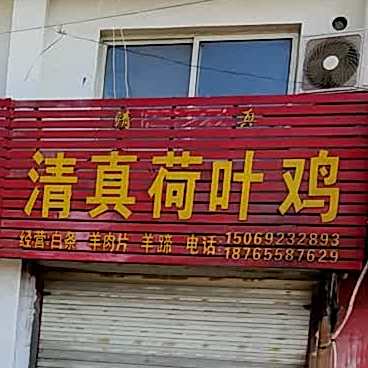 清真荷叶鸡
经营:白条 羊肉片 羊蹄 电话:15069232893
18765587629